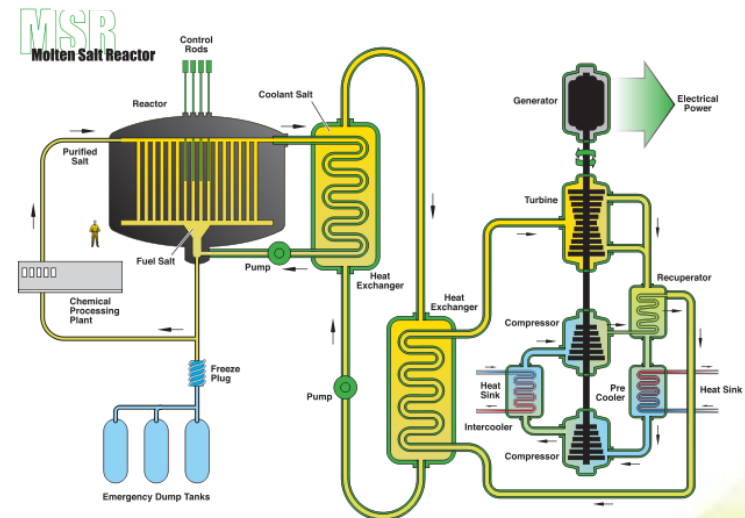 MSR
Molten Salt Reactor
Control
Rods
Reactor
Coolant Salt
Purified
Salt
Fuel Salt
Pump
Heat
Exchanger
Chemical
Processing
Plant
Freeze
Plug
Emergency Dump Tanks
Pump
Heat
Exchanger
Generator
Electrical
Power
Turbine
Recuperator
Compressor
Heat
Sink
Intercooler
Pre
Cooler
Heat Sink
Compressor